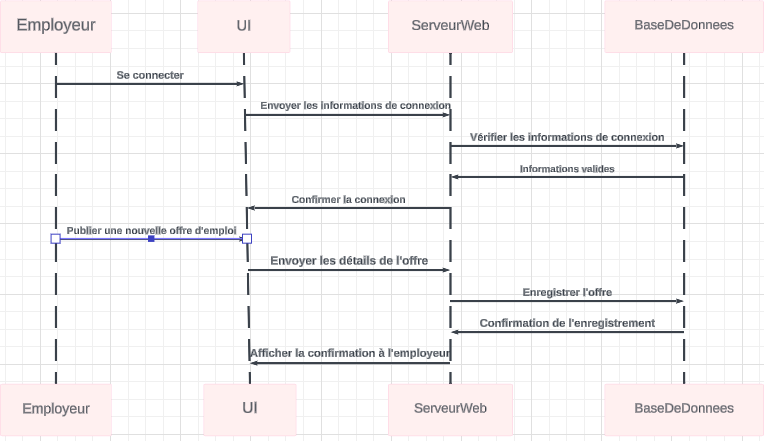 Employeur
UI
ServeurWeb
BaseDeDonnees
Se connecter
Envoyer les informations de connexion
Vérifier les informations de connexion
Informations valides
Confirmer la connexion
Publier une nouvelle offre d'emploi
Envoyer les détails de l'offre
Enregistrer l'offre
Confirmation de l'enregistrement
Afficher la confirmation à l'employeur
Employeur
UI
ServeurWeb
BaseDeDonnees